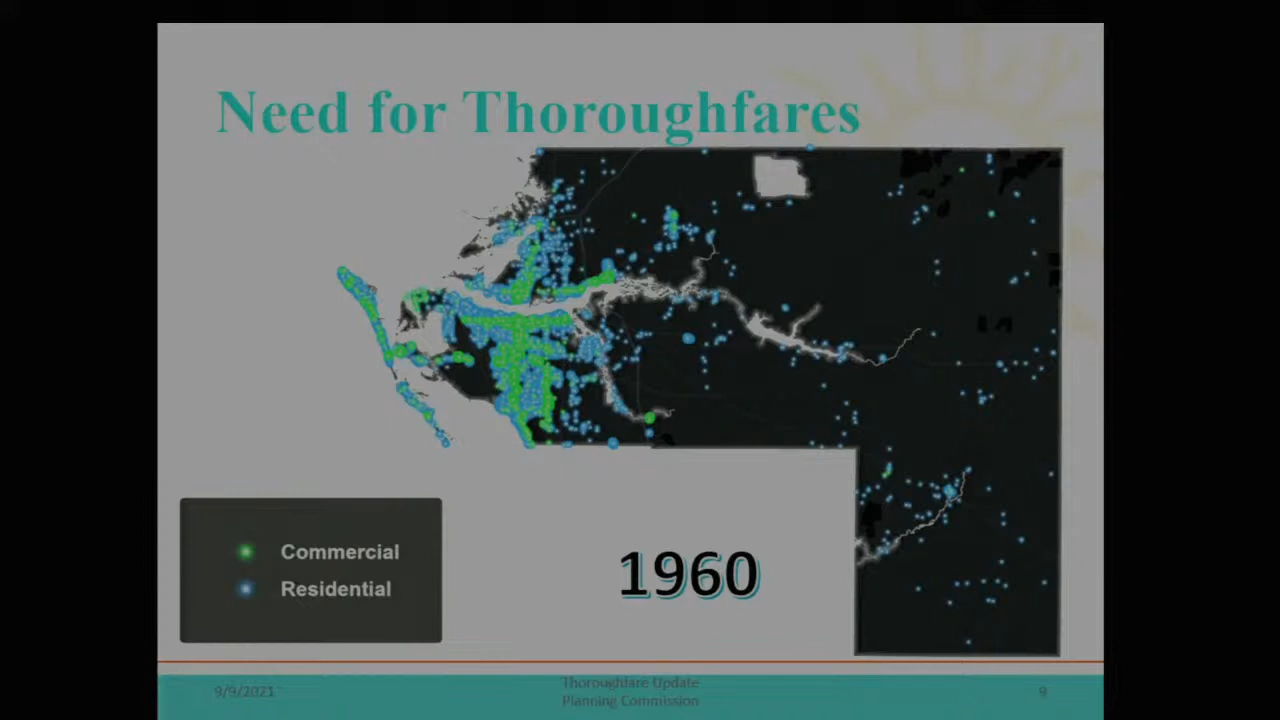 Need for Thoroughfares
Commercial
Residential
1960
9/9/2021
Thoroughfare Update
Planning Commission
9